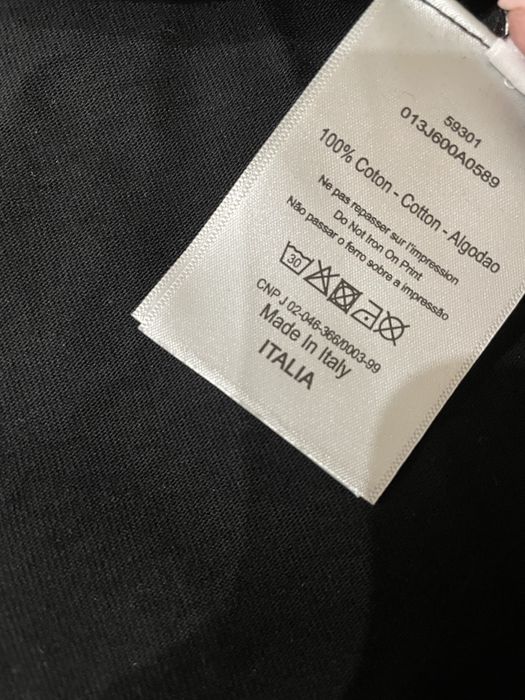 59301
013J600A0589
100% Coton - Cotton - Algodao
Ne pas repasser sur l'impression
Do Not Iron On Print
Não passar o ferro sobre a impressão
30
CNP J 02-046-366/0003-99
Made In Italy
ITALIA